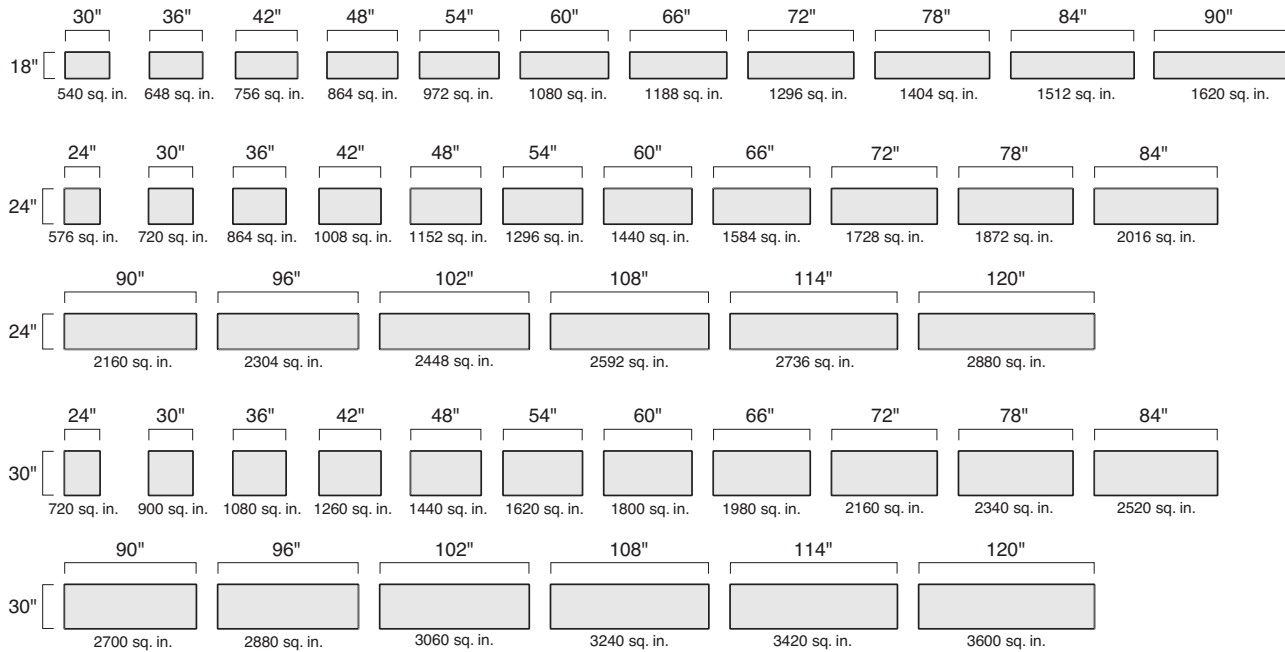 30" 36" 42" 48" 54" 60" 66" 72" 78" 84" 90"
18"
540 sq. in. 648 sq. in. 756 sq. in. 864 sq. in. 972 sq. in. 1080 sq. in. 1188 sq. in. 1296 sq. in. 1404 sq. in. 1512 sq. in. 1620 sq. in.
24" 30" 36" 42" 48" 54" 60" 66" 72" 78" 84"
24"
576 sq. in. 720 sq. in. 864 sq. in. 1008 sq. in. 1152 sq. in. 1296 sq. in. 1440 sq. in. 1584 sq. in. 1728 sq. in. 1872 sq. in. 2016 sq. in.
90" 96" 102" 108" 114" 120"
24"
2160 sq. in. 2304 sq. in. 2448 sq. in. 2592 sq. in. 2736 sq. in. 2880 sq. in.
24" 30" 36" 42" 48" 54" 60" 66" 72" 78" 84"
30"
720 sq. in. 900 sq. in. 1080 sq. in. 1260 sq. in. 1440 sq. in. 1620 sq. in. 1800 sq. in. 1980 sq. in. 2160 sq. in. 2340 sq. in. 2520 sq. in.
90" 96" 102" 108" 114" 120"
30"
2700 sq. in. 2880 sq. in. 3060 sq. in. 3240 sq. in. 3420 sq. in. 3600 sq. in.